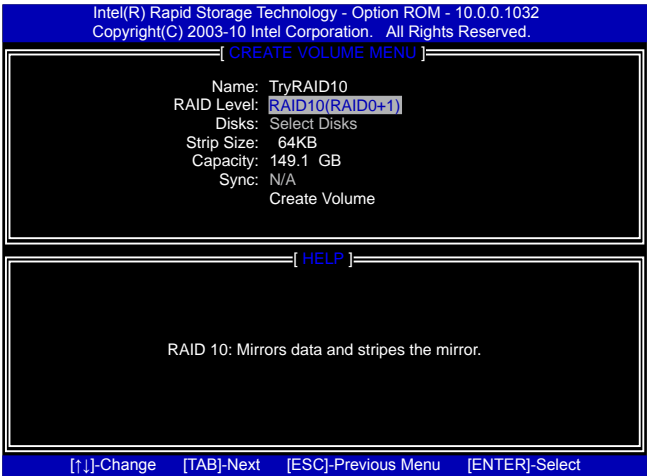 Intel(R) Rapid Storage Technology - Option ROM - 10.0.0.1032
Copyright(C) 2003-10 Intel Corporation. All Rights Reserved.
[ CREATE VOLUME MENU ]
Name: TryRAID10
RAID Level: RAID10(RAID0+1)
Disks: Select Disks
Strip Size: 64KB
Capacity: 149.1 GB
Sync: N/A
Create Volume
[ HELP ]
RAID 10: Mirrors data and stripes the mirror.
[↑↓]-Change [TAB]-Next [ESC]-Previous Menu [ENTER]-Select